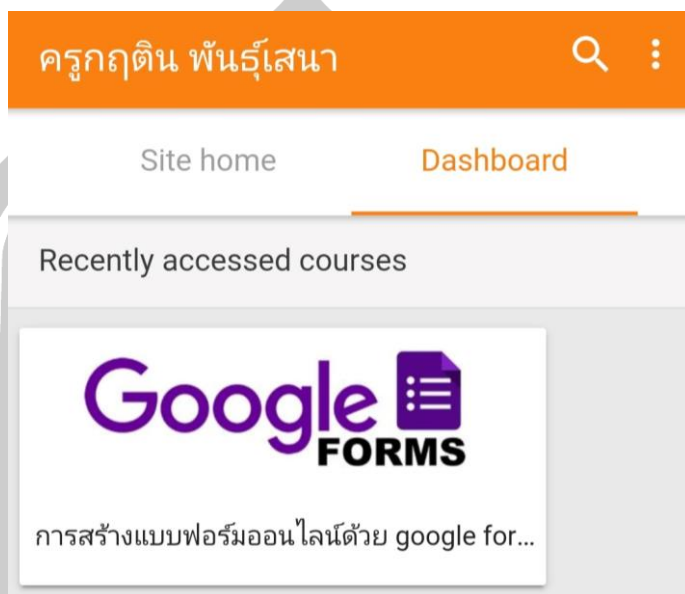 ครูกฤติน พันธุ์เสนา
Site home
Dashboard
Recently accessed courses
Google
FORMS
การสร้างแบบฟอร์มออนไลน์ด้วย google for...